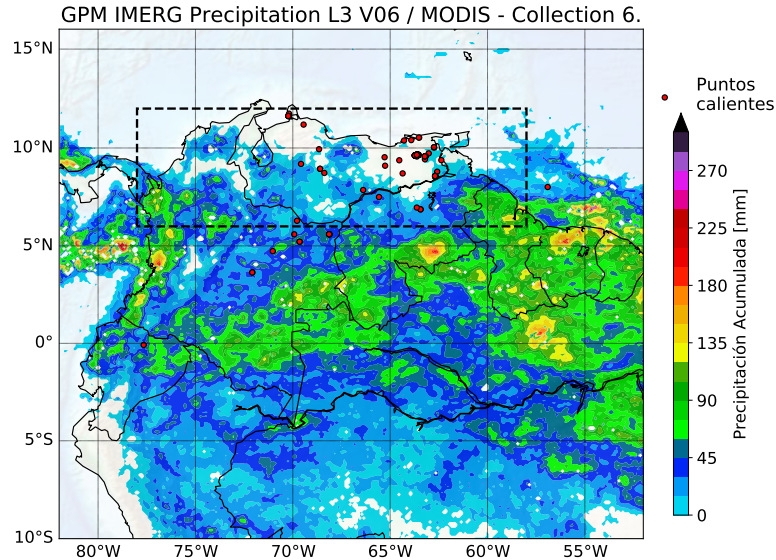 GPM IMERG Precipitation L3 V06 / MODIS - Collection 6.
15°N
10°N
5°N
0°
5°S
10°S
80°W
75°W
70°W
65°W
60°W
55°W
Puntos
calientes
270
225
180
135
90
45
0
Precipitación Acumulada [mm]